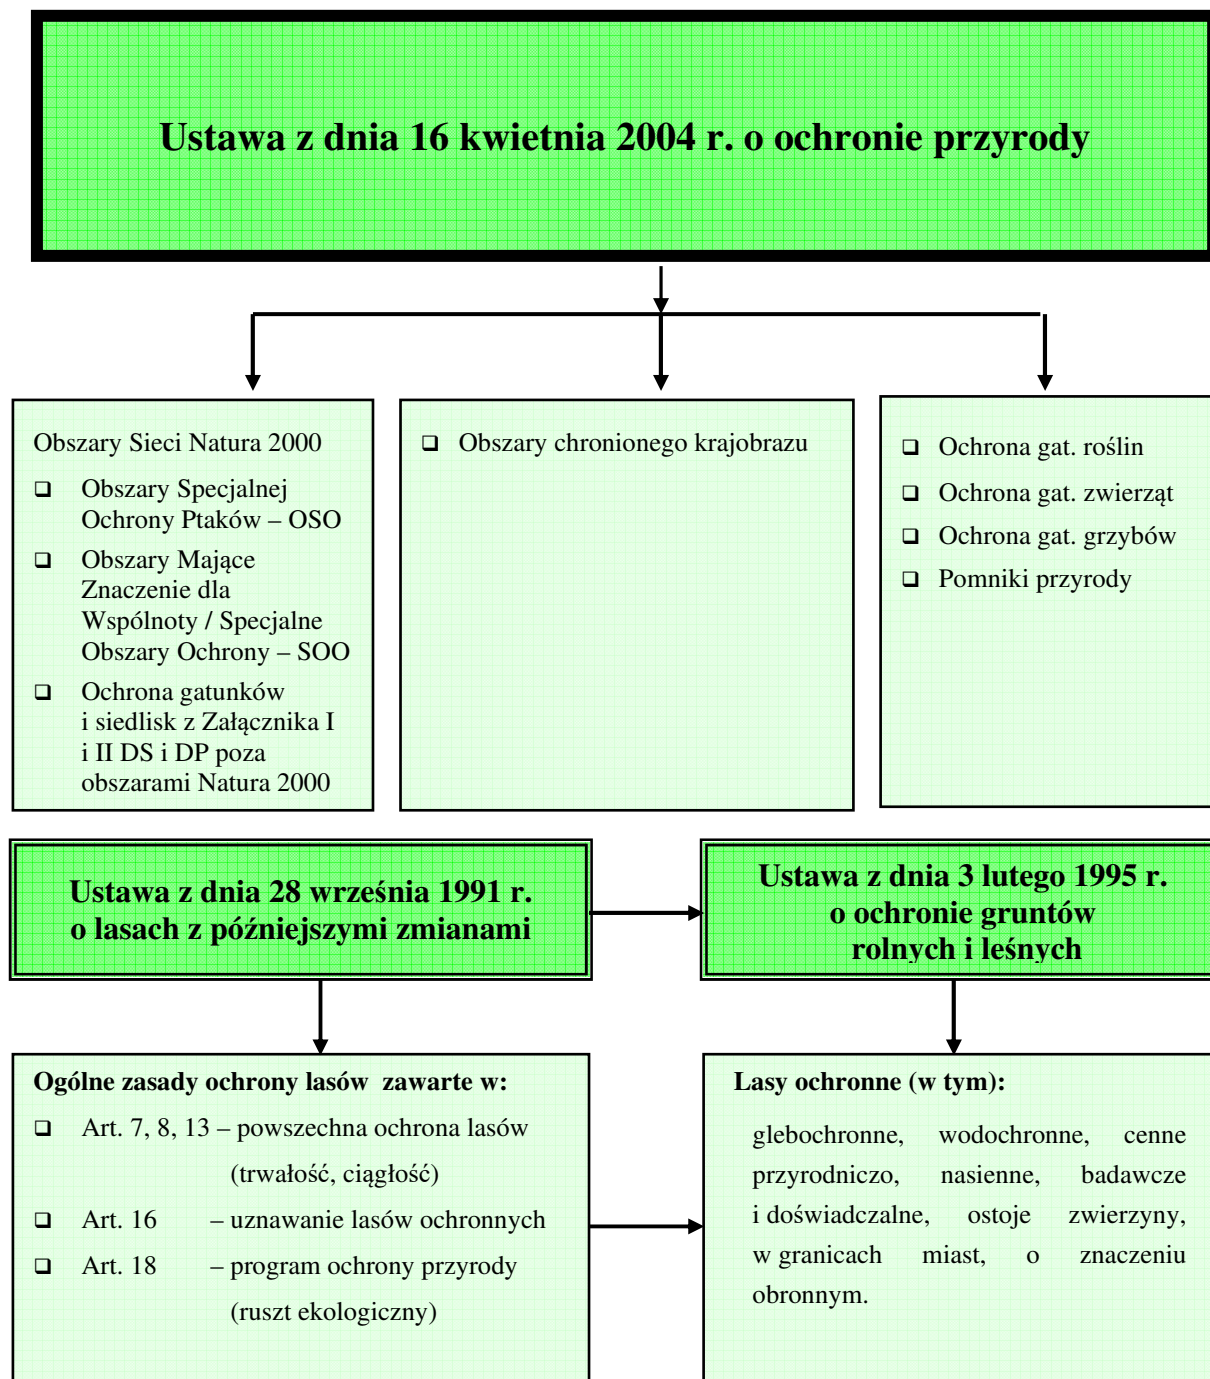 Ustawa z dnia 16 kwietnia 2004 r. o ochronie przyrody
Obszary Sieci Natura 2000
❑ Obszary Specjalnej
Ochrony Ptaków – OSO
❑ Obszary Mające
Znaczenie dla
Wspólnoty / Specjalne
Obszary Ochrony – SOO
❑ Ochrona gatunków
i siedlisk z Załącznika I
i II DS i DP poza
obszarami Natura 2000
❑ Obszary chronionego krajobrazu
❑ Ochrona gat. roślin
❑ Ochrona gat. zwierząt
❑ Ochrona gat. grzybów
❑ Pomniki przyrody
Ustawa z dnia 28 września 1991 r.
o lasach z późniejszymi zmianami
Ustawa z dnia 3 lutego 1995 r.
o ochronie gruntów
rolnych i leśnych
Ogólne zasady ochrony lasów zawarte w:
❑ Art. 7, 8, 13 – powszechna ochrona lasów
(trwałość, ciągłość)
❑ Art. 16 – uznawanie lasów ochronnych
❑ Art. 18 – program ochrony przyrody
(ruszt ekologiczny)
Lasy ochronne (w tym):
glebochronne, wodochronne, cenne
przyrodniczo, nasienne, badawcze
i doświadczalne, ostoje zwierzyny,
w granicach miast, o znaczeniu
obronnym.